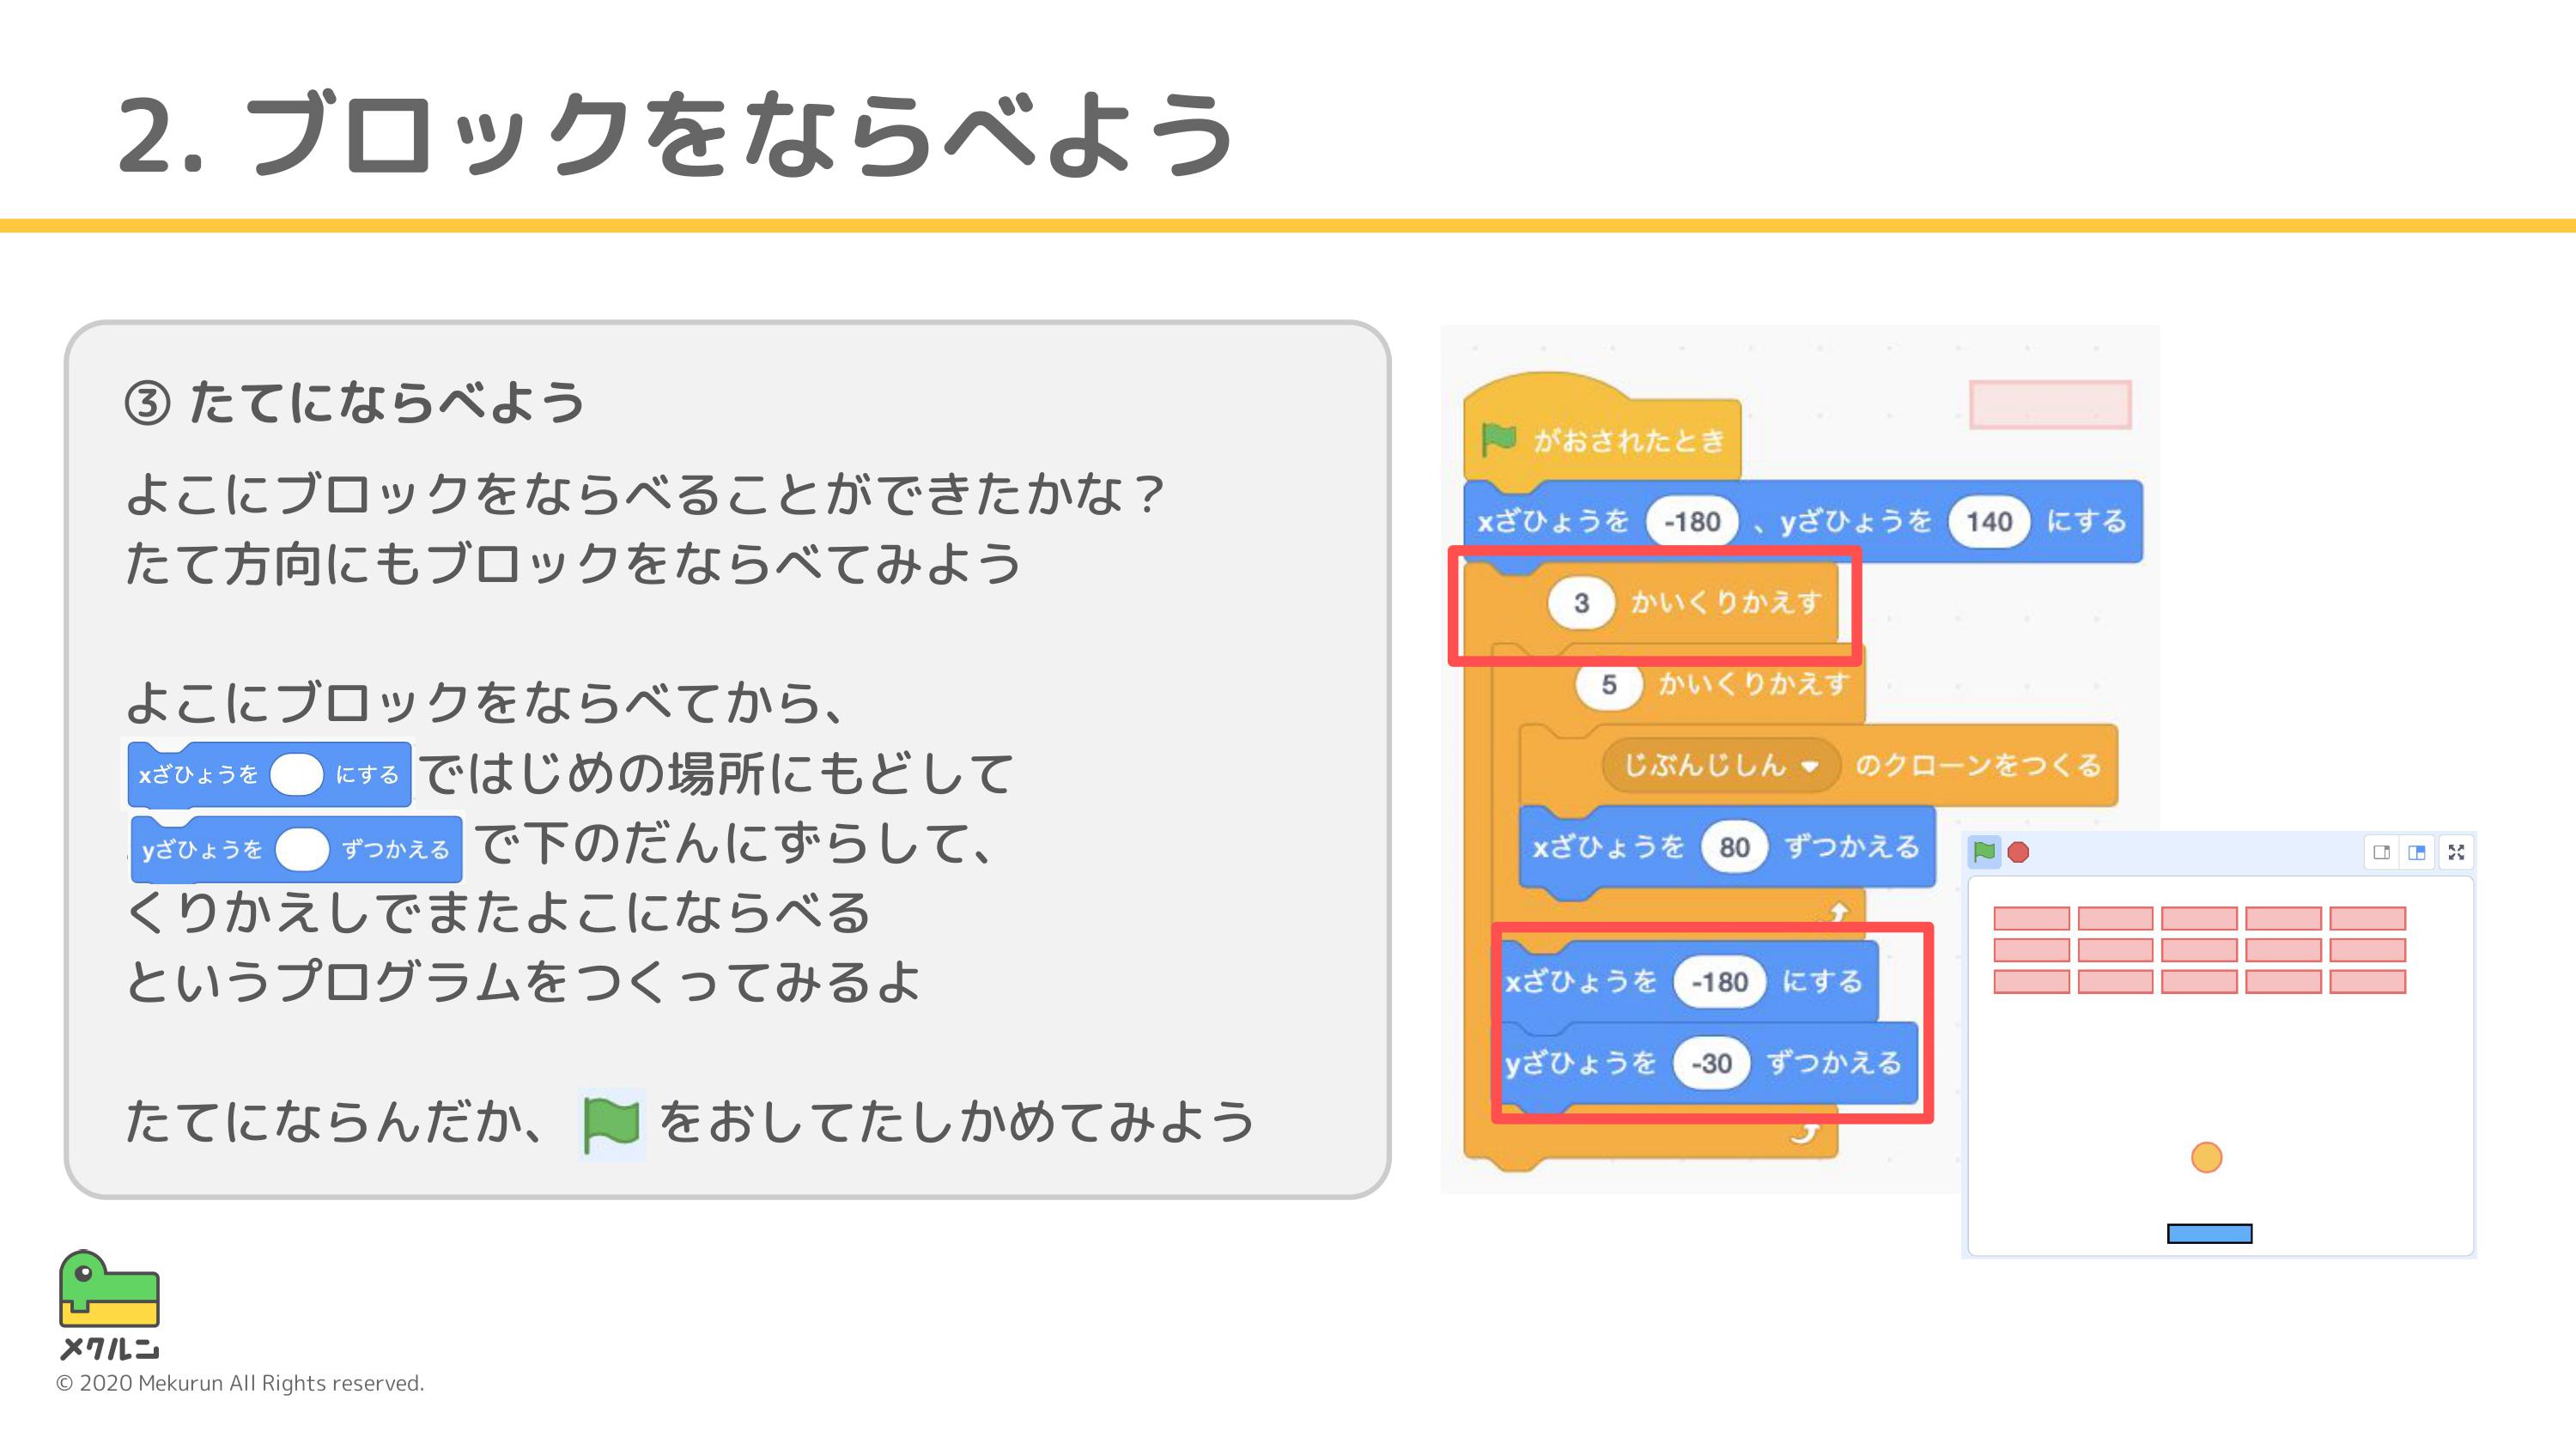 2. ブロックをならべよう
③ たてにならべよう
よこにブロックをならべることができたかな？
たて方向にもブロックをならべてみよう
よこにブロックをならべてから、
xざひょうを にする ではじめの場所にもどして
yざひょうを ずつかえる で下のだんにずらして、
くりかえしでまたよこにならべる
というプログラムをつくってみるよ
たてにならんだか、 をおしてたしかめてみよう
がおされたとき
xざひょうを -180 、yざひょうを 140 にする
3 かいくりかえす
5 かいくりかえす
じぶんじしん のクローンをつくる
xざひょうを 80 ずつかえる
xざひょうを -180 にする
yざひょうを -30 ずつかえる
メクルン
© 2020 Mekurun All Rights reserved.